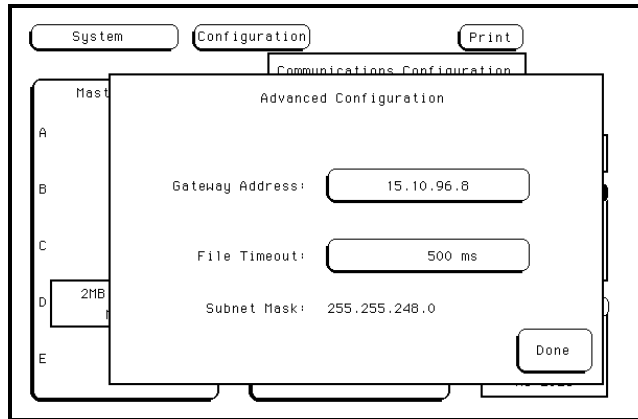 System Configuration Print
Communications Configuration
Mast
Advanced Configuration
A
Gateway Address: 15.10.96.8
B
C
File Timeout: 500 ms
D 2MB
Subnet Mask: 255.255.248.0
Done
E